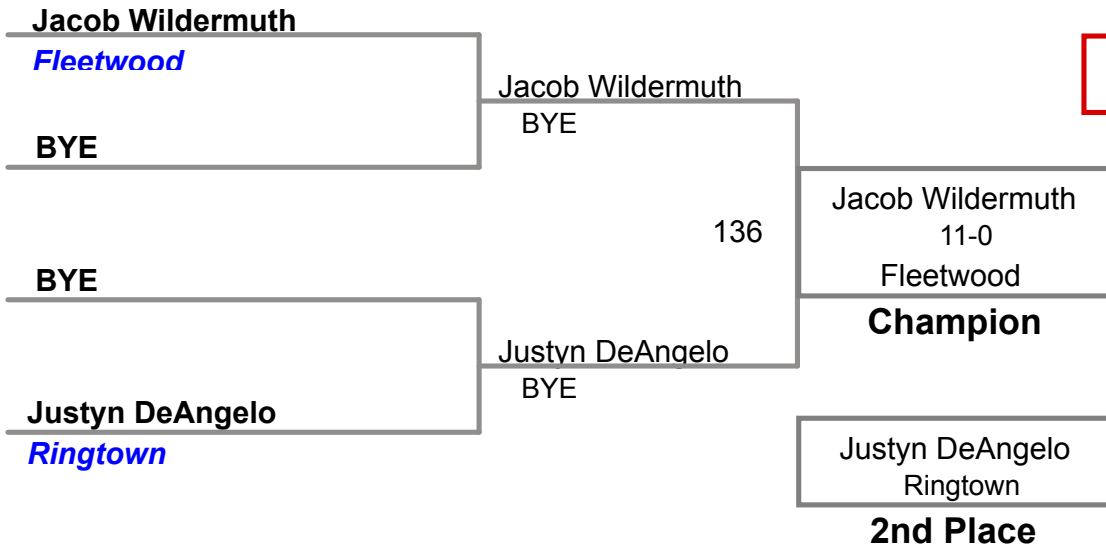 Jacob Wildermuth
Fleetwood
BYE
Jacob Wildermuth
BYE
BYE
Justyn DeAngelo
Ringtown
Justyn DeAngelo
BYE
136
Jacob Wildermuth
11-0
Fleetwood
Champion
Justyn DeAngelo
Ringtown
2nd Place